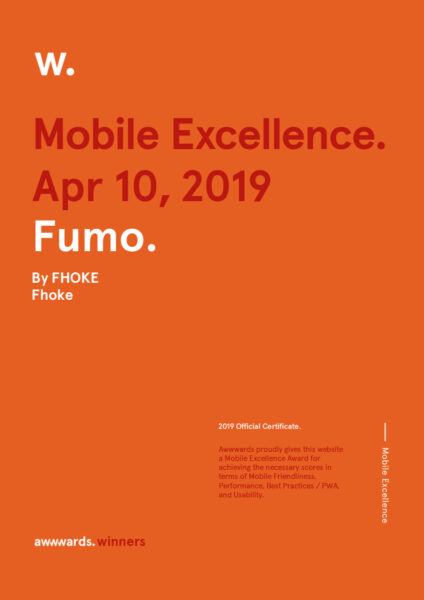 w.
Mobile Excellence.
Apr 10, 2019
Fumo.
By FHOKE
Fhoke
2019 Official Certificate.
Awwwards proudly gives this website
a Mobile Excellence Award for
achieving the necessary scores in
terms of Mobile Friendliness,
Performance, Best Practices / PWA,
and Usability.
Mobile Excellence
awwwards.winners